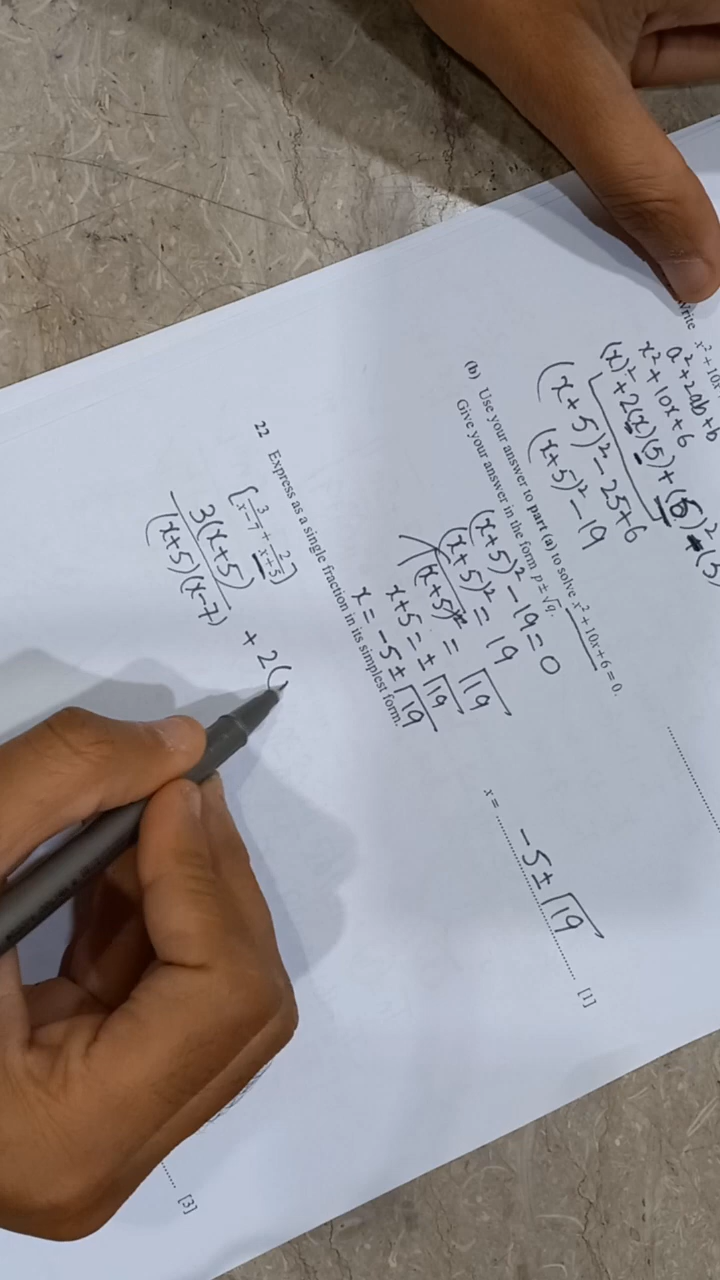 Write x² + 10x
a² + 2ab + b
x² + 10x + 6
(x)² + 2(x)(5) + (5)² + (5
(x+5)² - 25 + 6
(x+5)² - 19
(b) Use your answer to part (a) to solve x² + 10x + 6 = 0.
Give your answer in the form p ± √q.
(x+5)² - 19 = 0
(x+5)² = 19
√(x+5)² = √19
x+5 = ± √19
x = -5 ± √19
x = -5 ± √19 [1]
22 Express as a single fraction in its simplest form.
3/(x-7) + 2/(x+5)
3(x+5) + 2(
(x+5)(x-7)
[3]